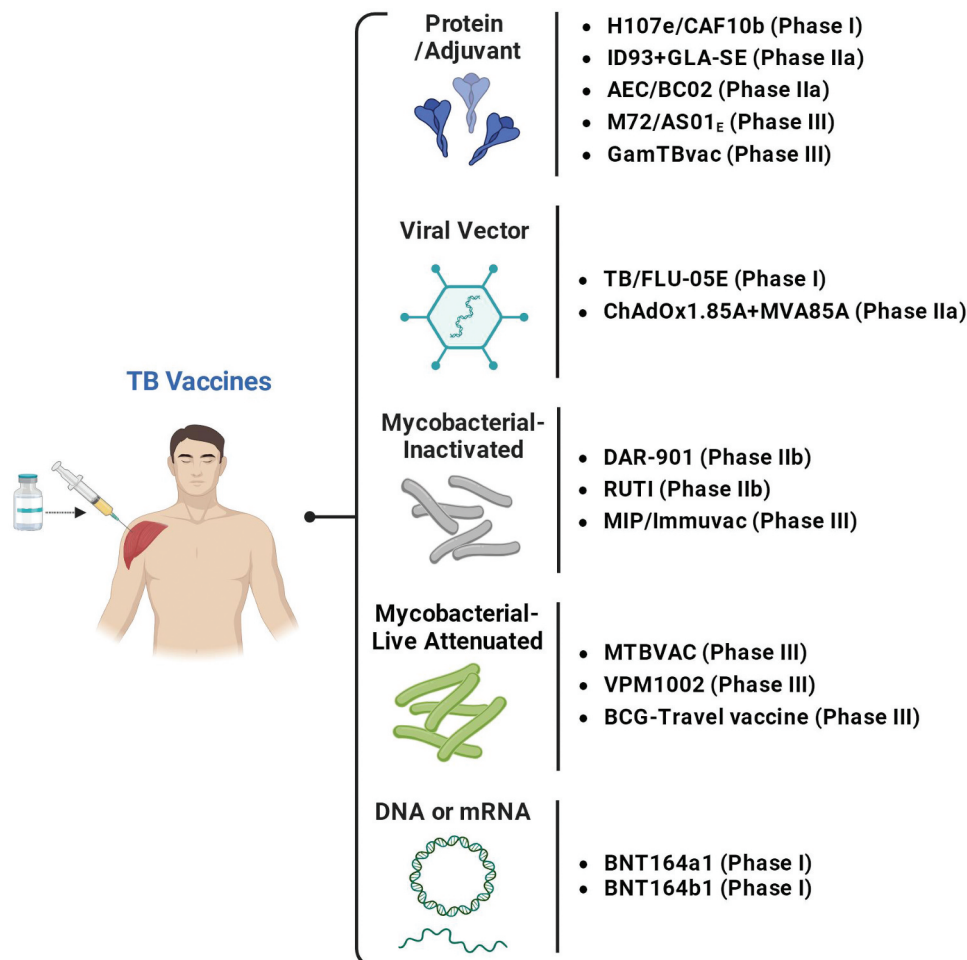 Protein
/Adjuvant
• H107e/CAF10b (Phase I)
• ID93+GLA-SE (Phase IIa)
• AEC/BC02 (Phase IIa)
• M72/AS01E (Phase III)
• GamTBvac (Phase III)
Viral Vector
• TB/FLU-05E (Phase I)
• ChAdOx1.85A+MVA85A (Phase IIa)
TB Vaccines
Mycobacterial-
Inactivated
• DAR-901 (Phase IIb)
• RUTI (Phase IIb)
• MIP/Immuvac (Phase III)
Mycobacterial-
Live Attenuated
• MTBVAC (Phase III)
• VPM1002 (Phase III)
• BCG-Travel vaccine (Phase III)
DNA or mRNA
• BNT164a1 (Phase I)
• BNT164b1 (Phase I)